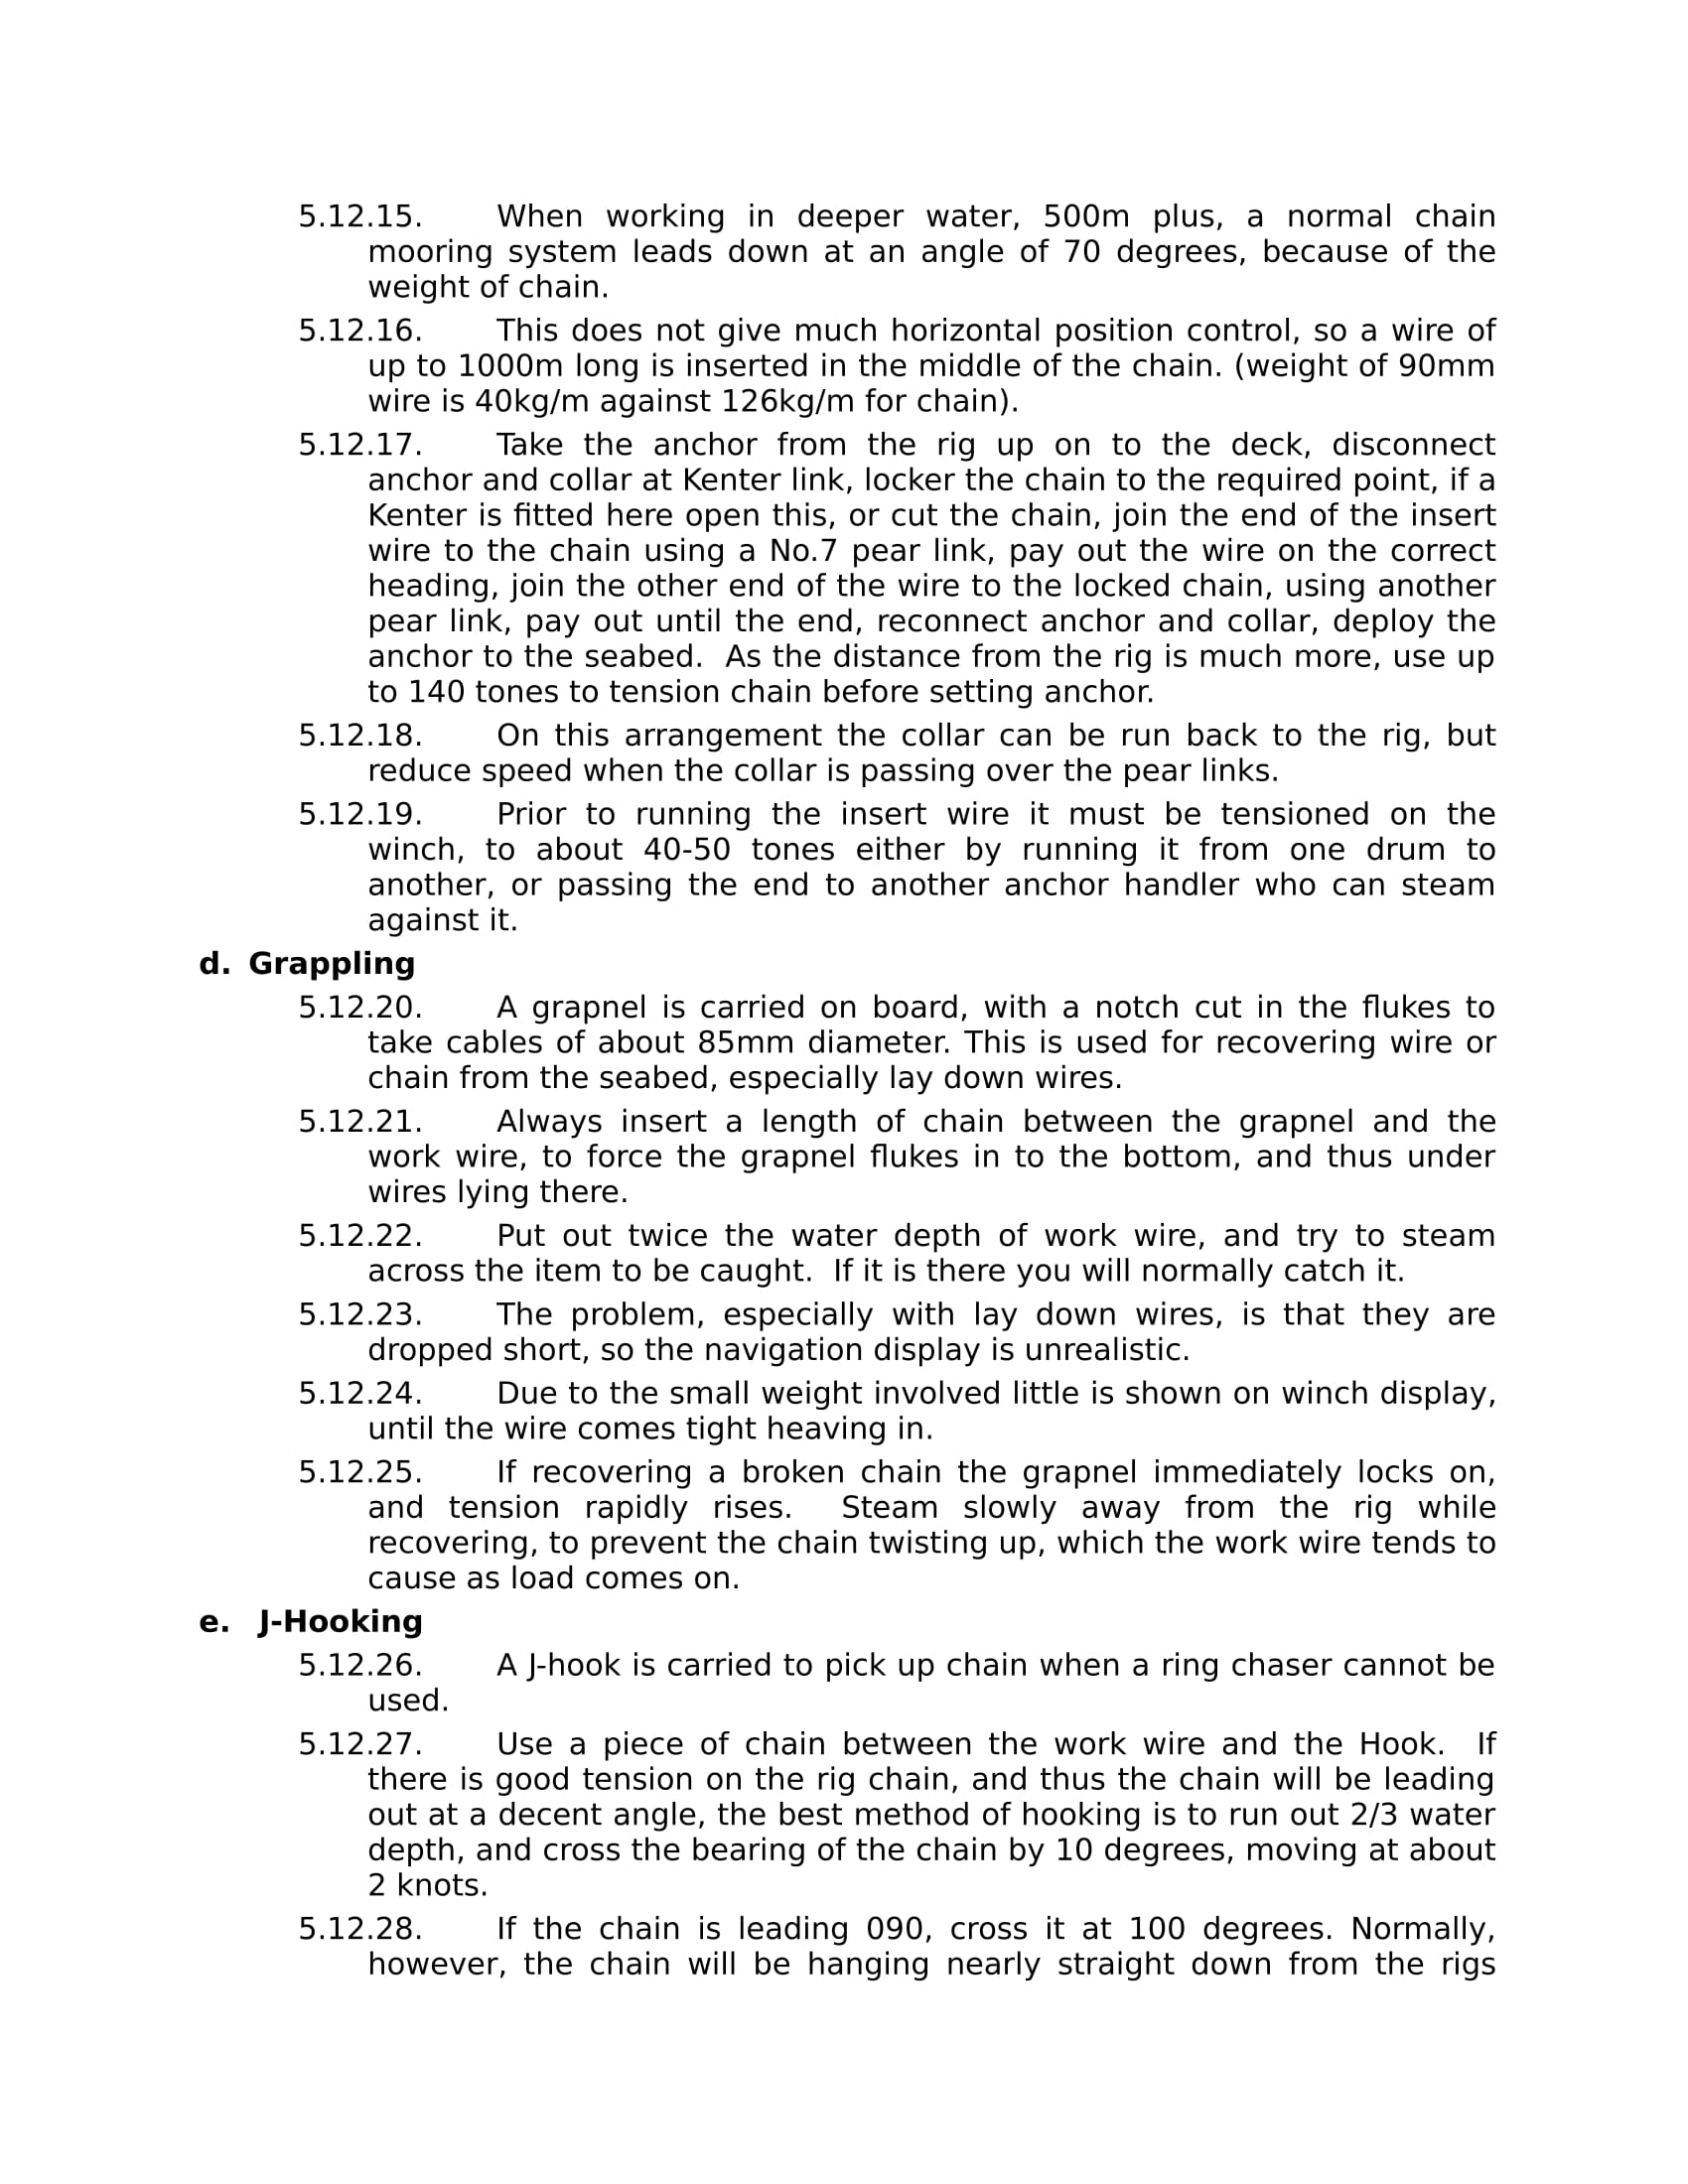 5.12.15. When working in deeper water, 500m plus, a normal chain
mooring system leads down at an angle of 70 degrees, because of the
weight of chain.
5.12.16. This does not give much horizontal position control, so a wire of
up to 1000m long is inserted in the middle of the chain. (weight of 90mm
wire is 40kg/m against 126kg/m for chain).
5.12.17. Take the anchor from the rig up on to the deck, disconnect
anchor and collar at Kenter link, locker the chain to the required point, if a
Kenter is fitted here open this, or cut the chain, join the end of the insert
wire to the chain using a No.7 pear link, pay out the wire on the correct
heading, join the other end of the wire to the locked chain, using another
pear link, pay out until the end, reconnect anchor and collar, deploy the
anchor to the seabed.  As the distance from the rig is much more, use up
to 140 tones to tension chain before setting anchor.
5.12.18. On this arrangement the collar can be run back to the rig, but
reduce speed when the collar is passing over the pear links.
5.12.19. Prior to running the insert wire it must be tensioned on the
winch, to about 40-50 tones either by running it from one drum to
another, or passing the end to another anchor handler who can steam
against it.
d. Grappling
5.12.20. A grapnel is carried on board, with a notch cut in the flukes to
take cables of about 85mm diameter. This is used for recovering wire or
chain from the seabed, especially lay down wires.
5.12.21. Always insert a length of chain between the grapnel and the
work wire, to force the grapnel flukes in to the bottom, and thus under
wires lying there.
5.12.22. Put out twice the water depth of work wire, and try to steam
across the item to be caught.  If it is there you will normally catch it.
5.12.23. The problem, especially with lay down wires, is that they are
dropped short, so the navigation display is unrealistic.
5.12.24. Due to the small weight involved little is shown on winch display,
until the wire comes tight heaving in.
5.12.25. If recovering a broken chain the grapnel immediately locks on,
and tension rapidly rises.  Steam slowly away from the rig while
recovering, to prevent the chain twisting up, which the work wire tends to
cause as load comes on.
e. J-Hooking
5.12.26. A J-hook is carried to pick up chain when a ring chaser cannot be
used.
5.12.27. Use a piece of chain between the work wire and the Hook.  If
there is good tension on the rig chain, and thus the chain will be leading
out at a decent angle, the best method of hooking is to run out 2/3 water
depth, and cross the bearing of the chain by 10 degrees, moving at about
2 knots.
5.12.28. If the chain is leading 090, cross it at 100 degrees. Normally,
however, the chain will be hanging nearly straight down from the rigs